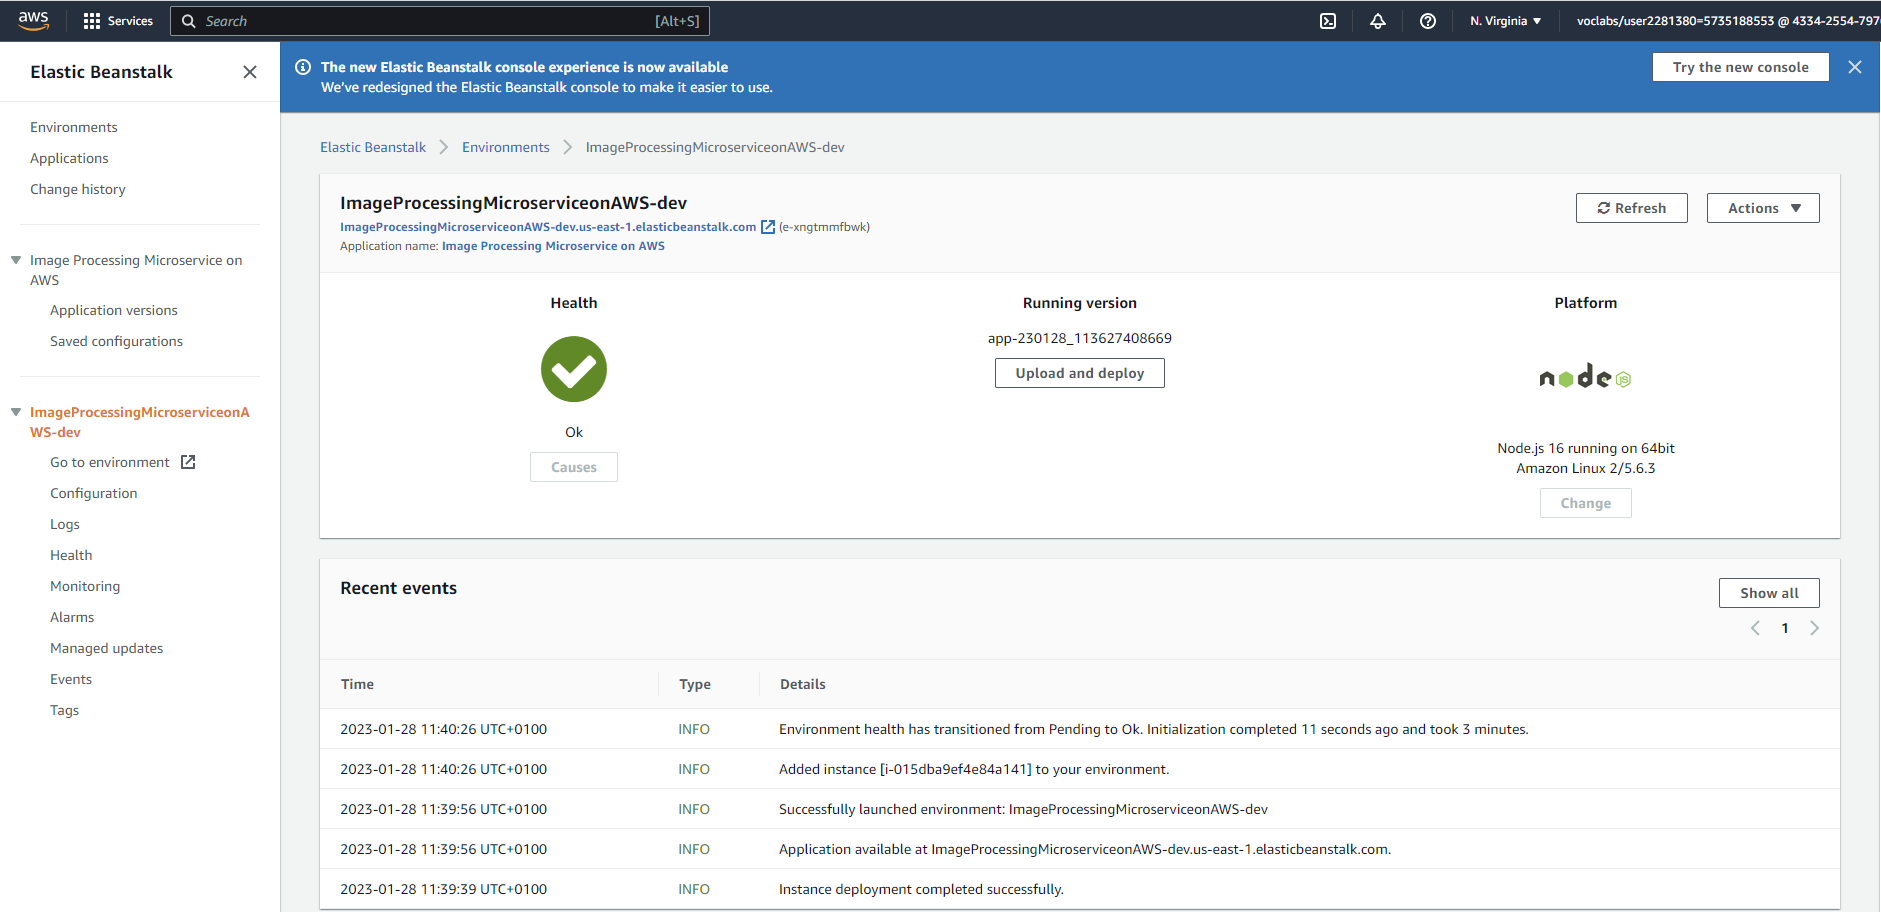 aws
Services
Search
[Alt+S]
N. Virginia
voclabs/user2281380=5735188553 @ 4334-2554-797
Elastic Beanstalk
Environments
Applications
Change history
Image Processing Microservice on
AWS
Application versions
Saved configurations
ImageProcessingMicroserviceonA
WS-dev
Go to environment
Configuration
Logs
Health
Monitoring
Alarms
Managed updates
Events
Tags
The new Elastic Beanstalk console experience is now available
We've redesigned the Elastic Beanstalk console to make it easier to use.
Try the new console
Elastic Beanstalk
Environments
ImageProcessingMicroserviceonAWS-dev
ImageProcessingMicroserviceonAWS-dev
ImageProcessingMicroserviceonAWS-dev.us-east-1.elasticbeanstalk.com (e-xngtmmfbwk)
Application name: Image Processing Microservice on AWS
Refresh
Actions
Health
Ok
Causes
Running version
app-230128_113627408669
Upload and deploy
Platform
node JS
Node.js 16 running on 64bit
Amazon Linux 2/5.6.3
Change
Recent events
Show all
1
Time Type Details
2023-01-28 11:40:26 UTC+0100 INFO Environment health has transitioned from Pending to Ok. Initialization completed 11 seconds ago and took 3 minutes.
2023-01-28 11:40:26 UTC+0100 INFO Added instance [i-015dba9ef4e84a141] to your environment.
2023-01-28 11:39:56 UTC+0100 INFO Successfully launched environment: ImageProcessingMicroserviceonAWS-dev
2023-01-28 11:39:56 UTC+0100 INFO Application available at ImageProcessingMicroserviceonAWS-dev.us-east-1.elasticbeanstalk.com.
2023-01-28 11:39:39 UTC+0100 INFO Instance deployment completed successfully.